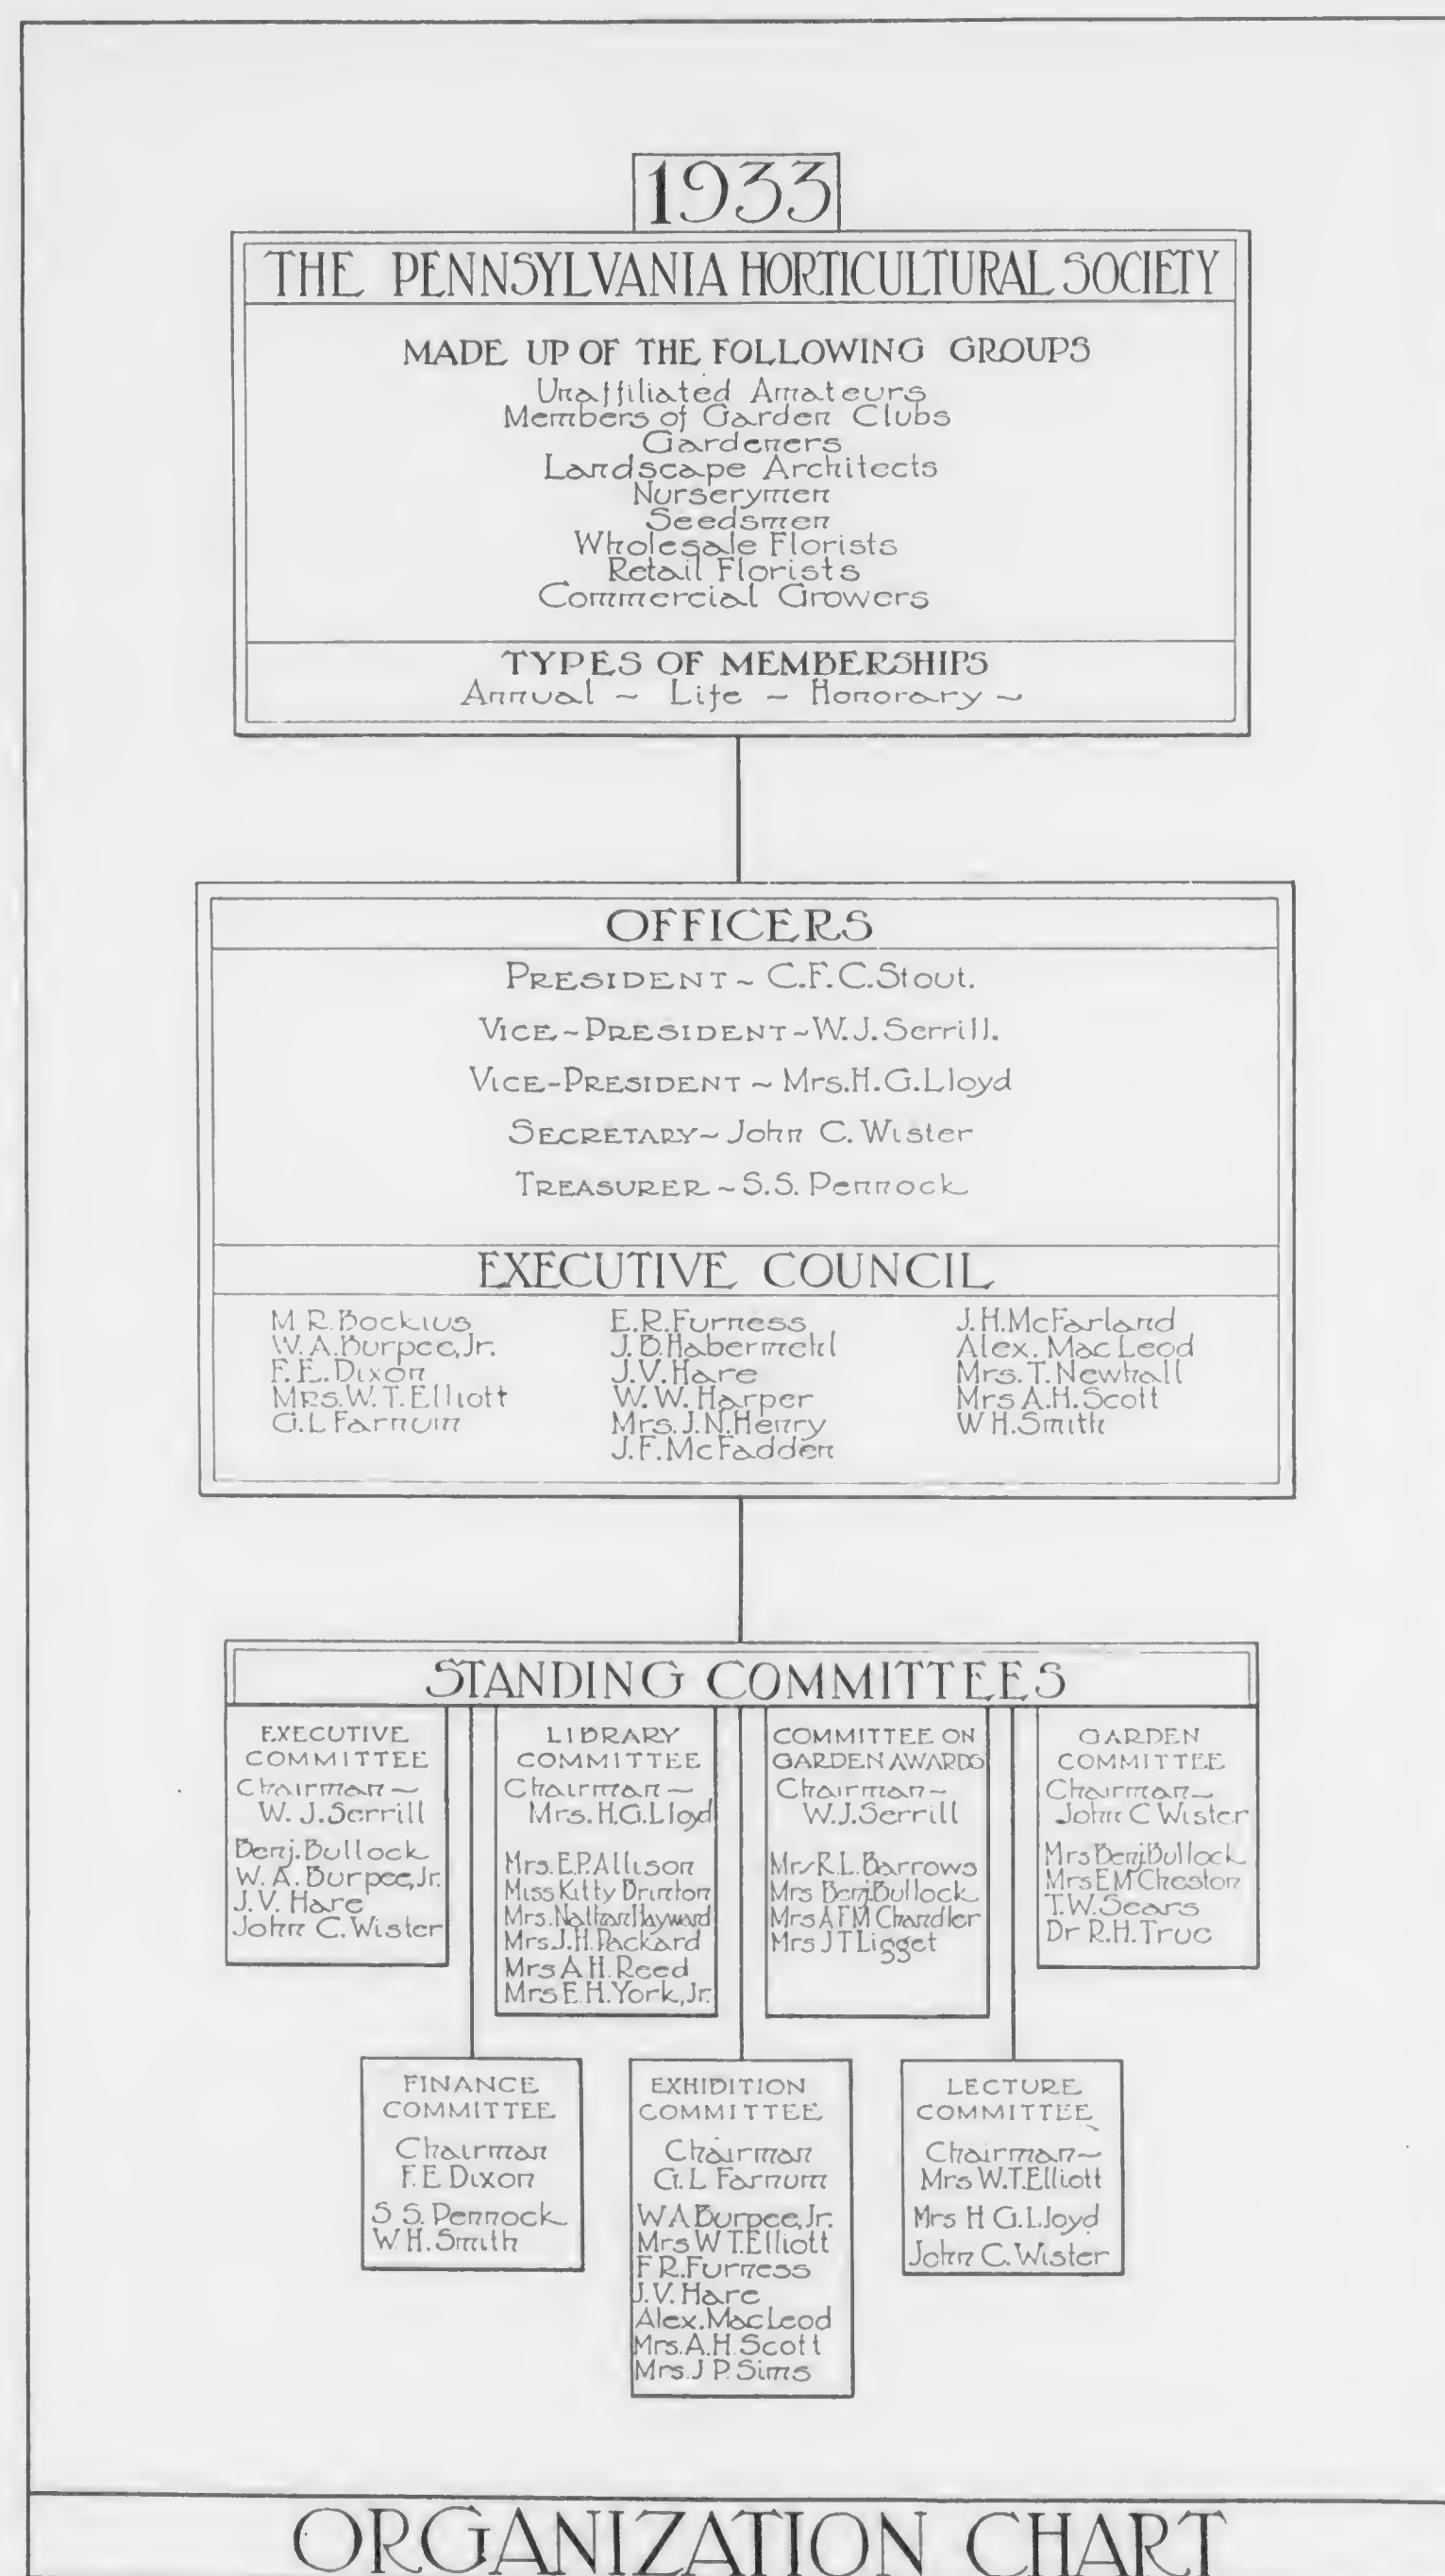 1933
THE PENNSYLVANIA HORTICULTURAL SOCIETY
MADE UP OF THE FOLLOWING GROUPS
Unaffiliated Amateurs
Members of Garden Clubs
Gardeners
Landscape Architects
Nurserymen
Seedsmen
Wholesale Florists
Retail Florists
Commercial Growers
TYPES OF MEMBERSHIPS
Annual ~ Life ~ Honorary ~
OFFICERS
PRESIDENT ~ C.F.C.Stout.
VICE~PRESIDENT ~ W.J.Serrill.
VICE-PRESIDENT ~ Mrs.H.G.Lloyd
SECRETARY ~ John C. Wister
TREASURER ~ S.S. Pennock
EXECUTIVE COUNCIL
M R.Bockius
W.A.Burpee,Jr.
F.E.Dixon
Mrs.W.T.Elliott
G.L Farnum
E.R.Furness
J.B.Habermehl
J.V.Hare
W.W.Harper
Mrs.J.N.Henry
J.F.McFadden
J.H.McFarland
Alex. MacLeod
Mrs.T.Newhall
Mrs A.H.Scott
W H.Smith
STANDING COMMITTEES
EXECUTIVE
COMMITTEE
Chairman ~
W.J.Serrill
Benj.Bullock
W.A.Burpee,Jr.
J.V. Hare
John C.Wister
LIBRARY
COMMITTEE
Chairman ~
Mrs.H.G.Lloyd
Mrs.E.P.Allison
Miss Kitty Brinton
Mrs.Nathan Hayward
Mrs.J.H.Packard
Mrs A.H.Reed
Mrs E.H.York,Jr.
COMMITTEE ON
GARDEN AWARDS
Chairman ~
W.J.Serrill
Mrs R.L.Barrows
Mrs Benj.Bullock
Mrs A F M Chandler
Mrs J T Ligget
GARDEN
COMMITTEE
Chairman ~
John C Wister
Mrs Benj.Bullock
Mrs E M Cheston
T.W.Sears
Dr R.H.True
FINANCE
COMMITTEE
Chairman
F.E Dixon
S S.Pennock
W.H.Smith
EXHIBITION
COMMITTEE
Chairman
G.L Farnum
W A Burpee,Jr.
Mrs W T.Elliott
F R.Furness
J.V.Hare
Alex.MacLeod
Mrs.A.H.Scott
Mrs.J P.Sims
LECTURE
COMMITTEE
Chairman ~
Mrs W.T.Elliott
Mrs H G.Lloyd
John C.Wister
ORGANIZATION CHART